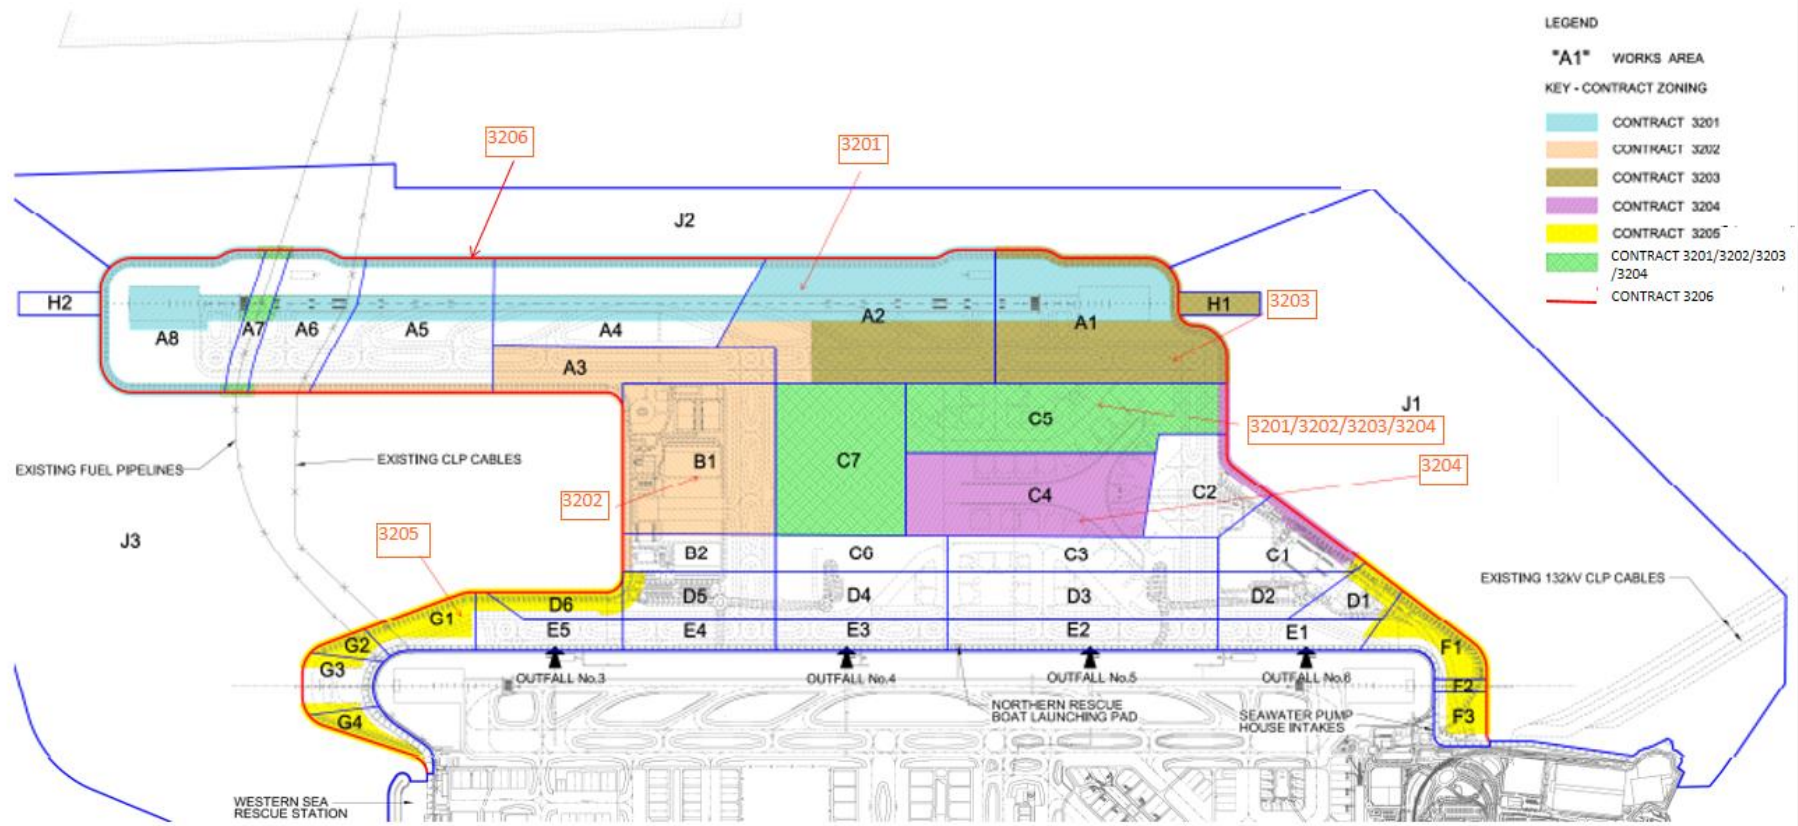 LEGEND
"A1" WORKS AREA
KEY - CONTRACT ZONING
CONTRACT 3201
CONTRACT 3202
CONTRACT 3203
CONTRACT 3204
CONTRACT 3205
CONTRACT 3201/3202/3203
/3204
CONTRACT 3206
3206
3201
J2
H2
A8
A7
A6
A5
A4
A2
A1
H1
3203
A3
J1
C5
3201/3202/3203/3204
EXISTING FUEL PIPELINES
EXISTING CLP CABLES
B1
C7
C4
C2
3204
3202
J3
3205
B2
C6
C3
C1
EXISTING 132kV CLP CABLES
G1
D6
D5
D4
D3
D2
D1
E5
E4
E3
E2
E1
G2
G3
G4
F1
F2
F3
OUTFALL No.3
OUTFALL No.4
OUTFALL No.5
OUTFALL No.6
NORTHERN RESCUE
BOAT LAUNCHING PAD
SEAWATER PUMP
HOUSE INTAKES
WESTERN SEA
RESCUE STATION